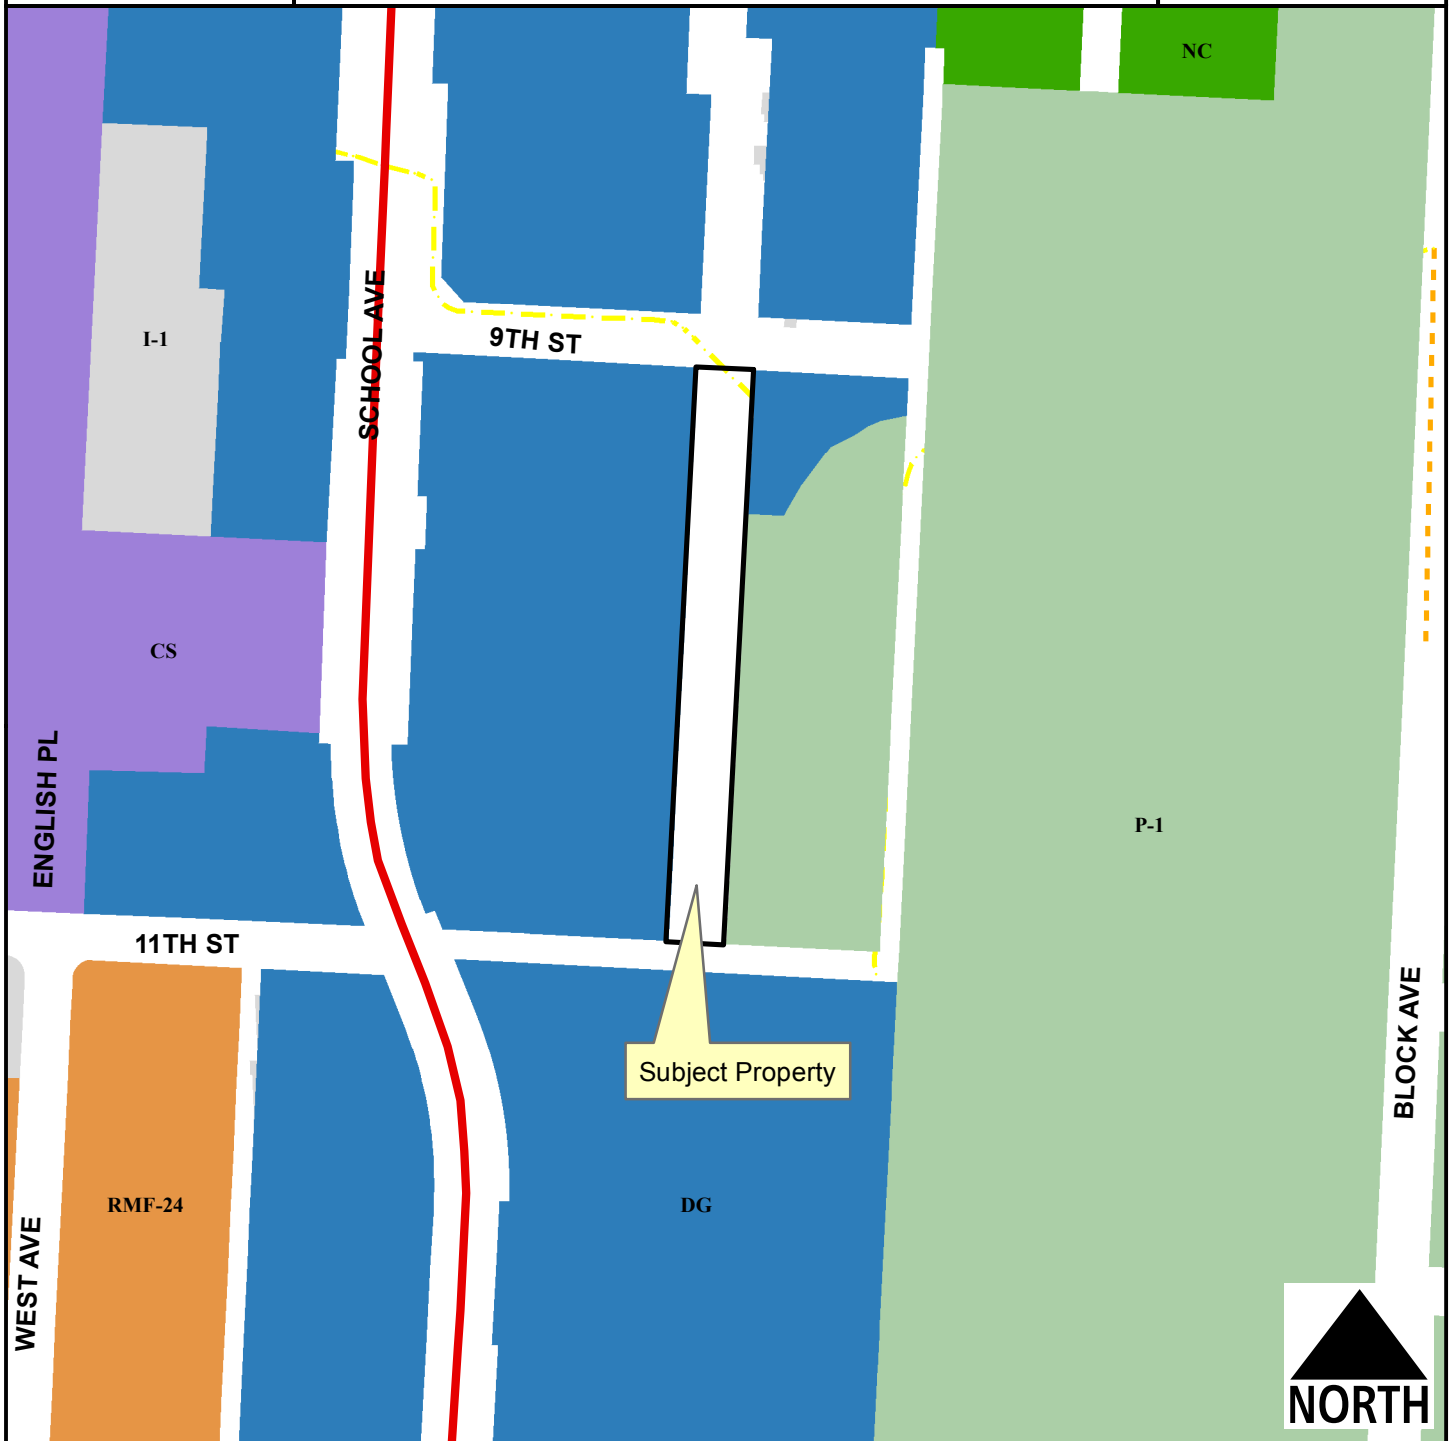 NC
I-1
SCHOOL AVE
9TH ST
CS
ENGLISH PL
P-1
11TH ST
BLOCK AVE
Subject Property
RMF-24
DG
WEST AVE
NORTH